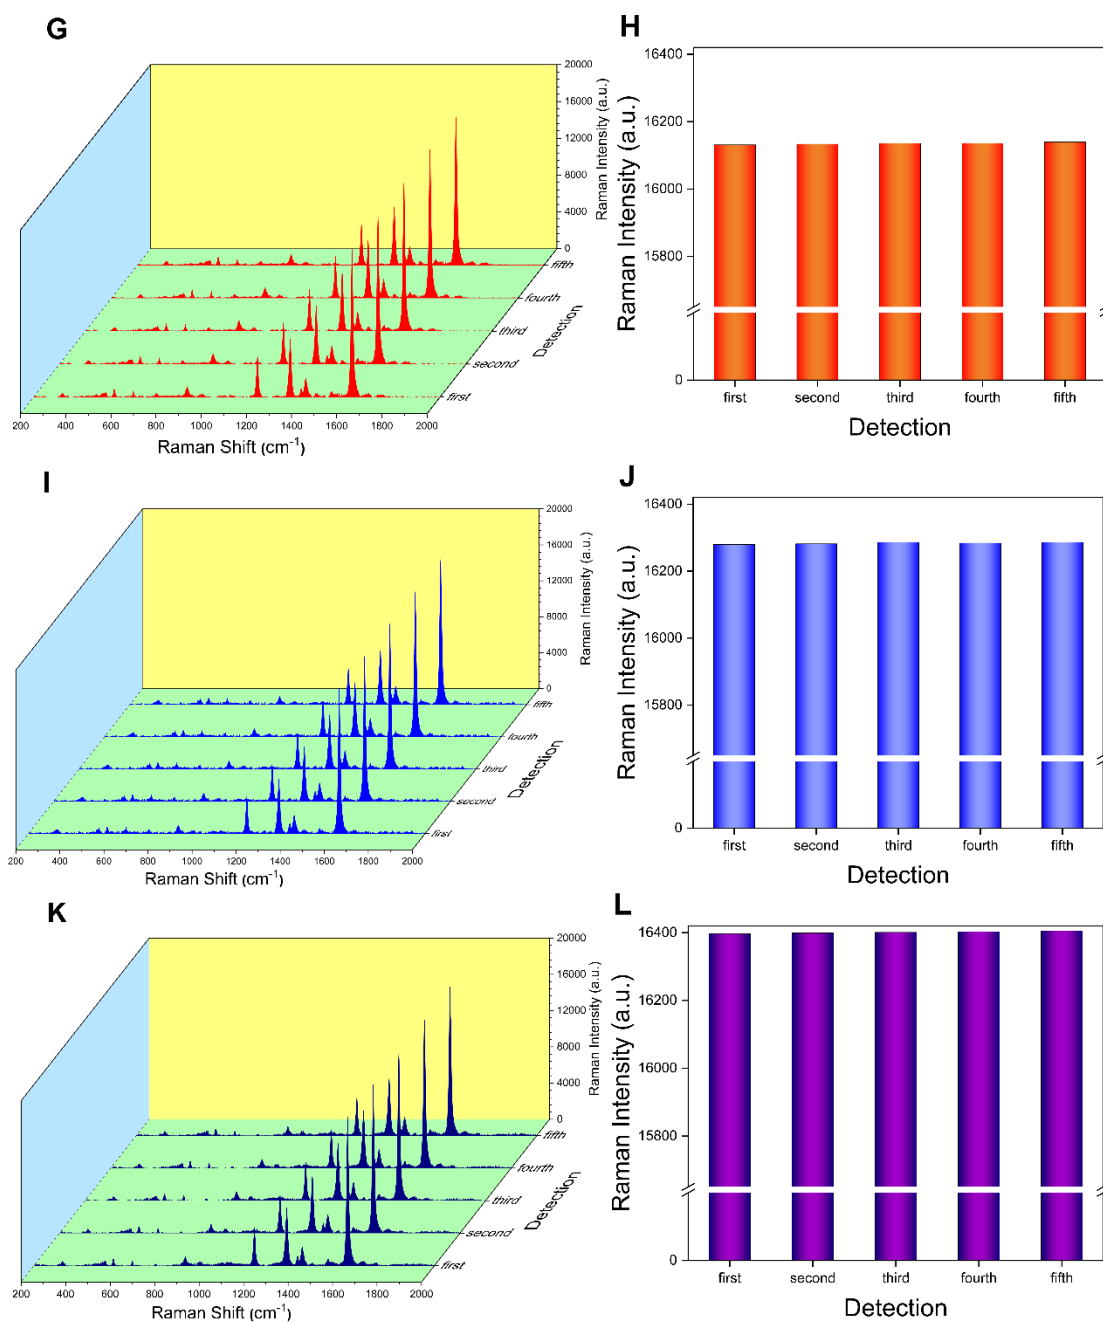 G
20000
16000
12000
8000
4000
0
Raman Intensity (a.u.)
fifth
fourth
third
second
first
Detection
200 400 600 800 1000 1200 1400 1600 1800 2000
Raman Shift (cm⁻¹)
H
16400
16200
16000
15800
0
Raman Intensity (a.u.)
first second third fourth fifth
Detection
I
20000
16000
12000
8000
4000
0
Raman Intensity (a.u.)
fifth
fourth
third
second
first
Detection
200 400 600 800 1000 1200 1400 1600 1800 2000
Raman Shift (cm⁻¹)
J
16400
16200
16000
15800
0
Raman Intensity (a.u.)
first second third fourth fifth
Detection
K
20000
16000
12000
8000
4000
0
Raman Intensity (a.u.)
fifth
fourth
third
second
first
Detection
200 400 600 800 1000 1200 1400 1600 1800 2000
Raman Shift (cm⁻¹)
L
16400
16200
16000
15800
0
Raman Intensity (a.u.)
first second third fourth fifth
Detection